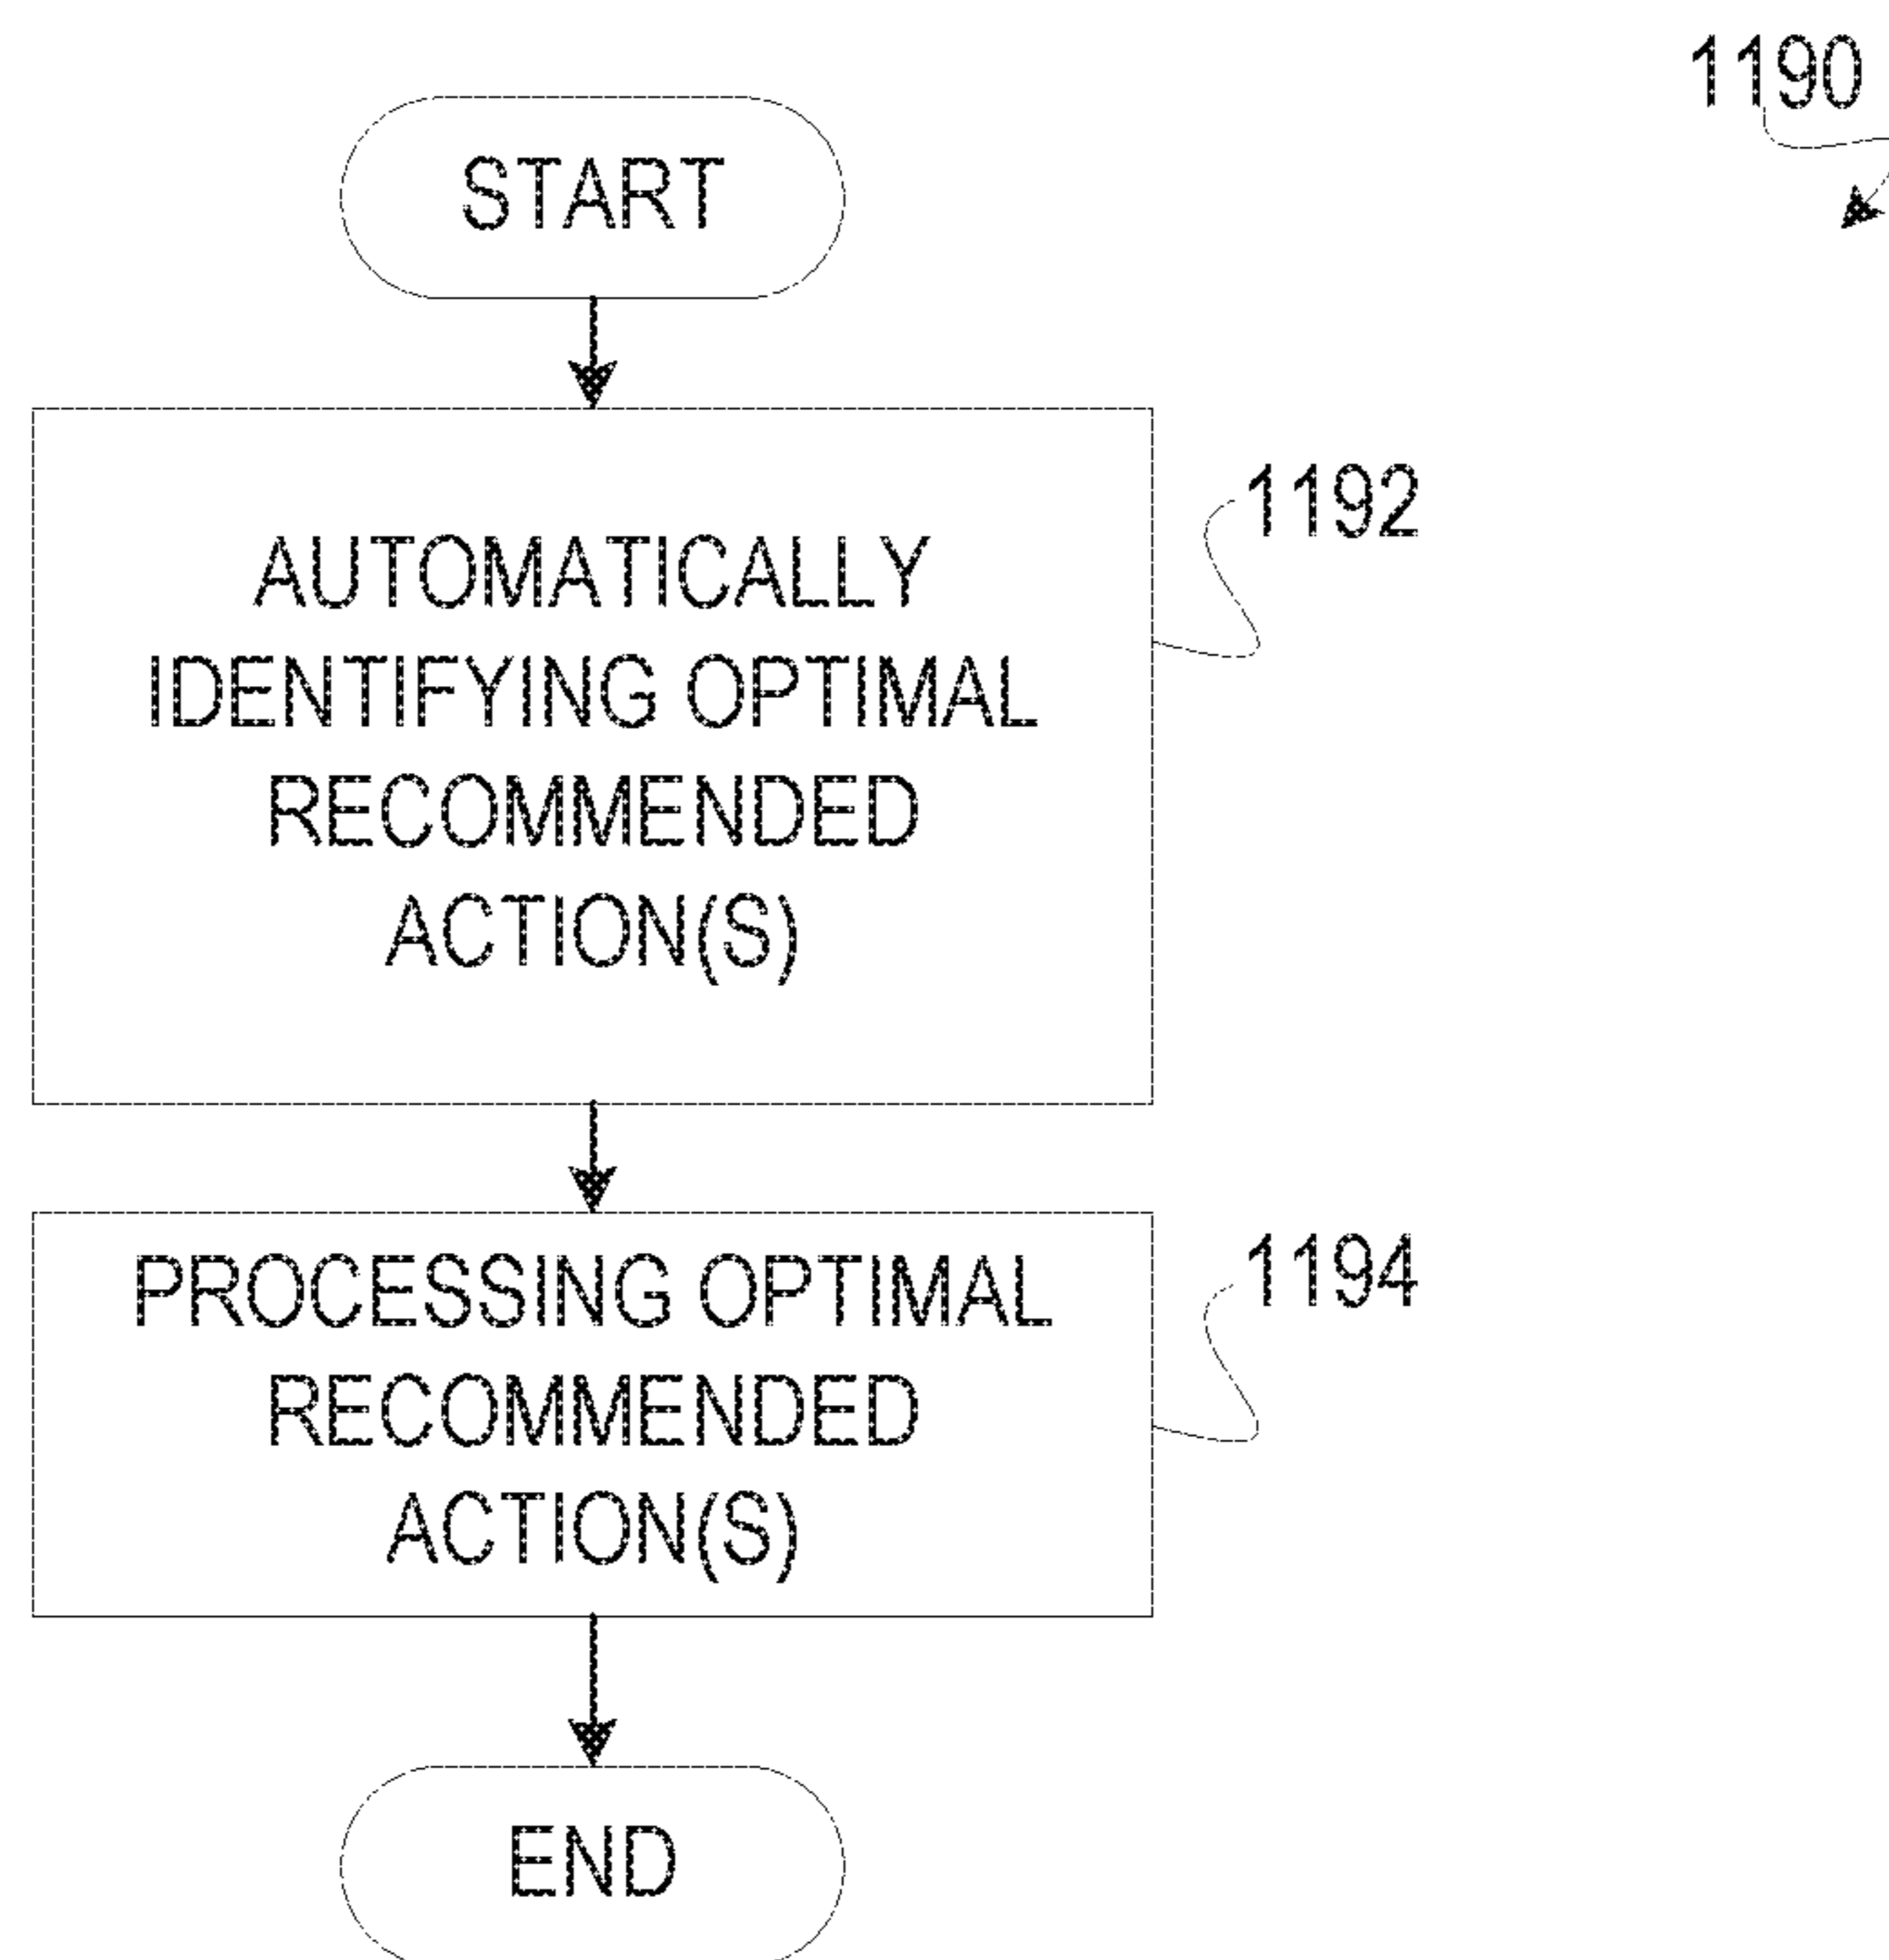 1190
START
1192
AUTOMATICALLY
IDENTIFYING OPTIMAL
RECOMMENDED
ACTION(S)
1194
PROCESSING OPTIMAL
RECOMMENDED
ACTION(S)
END